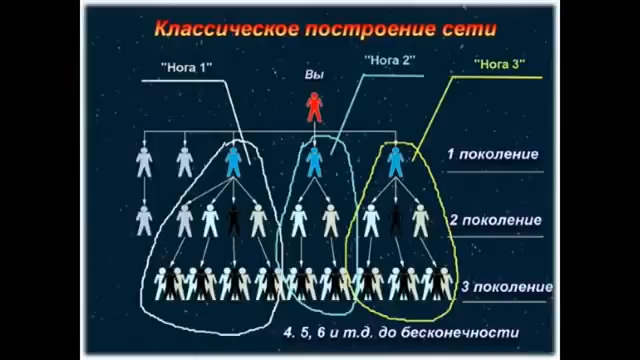 Классическое построение сети
"Нога 1"
Вы
"Нога 2"
"Нога 3"
1 поколение
2 поколение
3 поколение
4. 5, 6 и т.д. до бесконечности